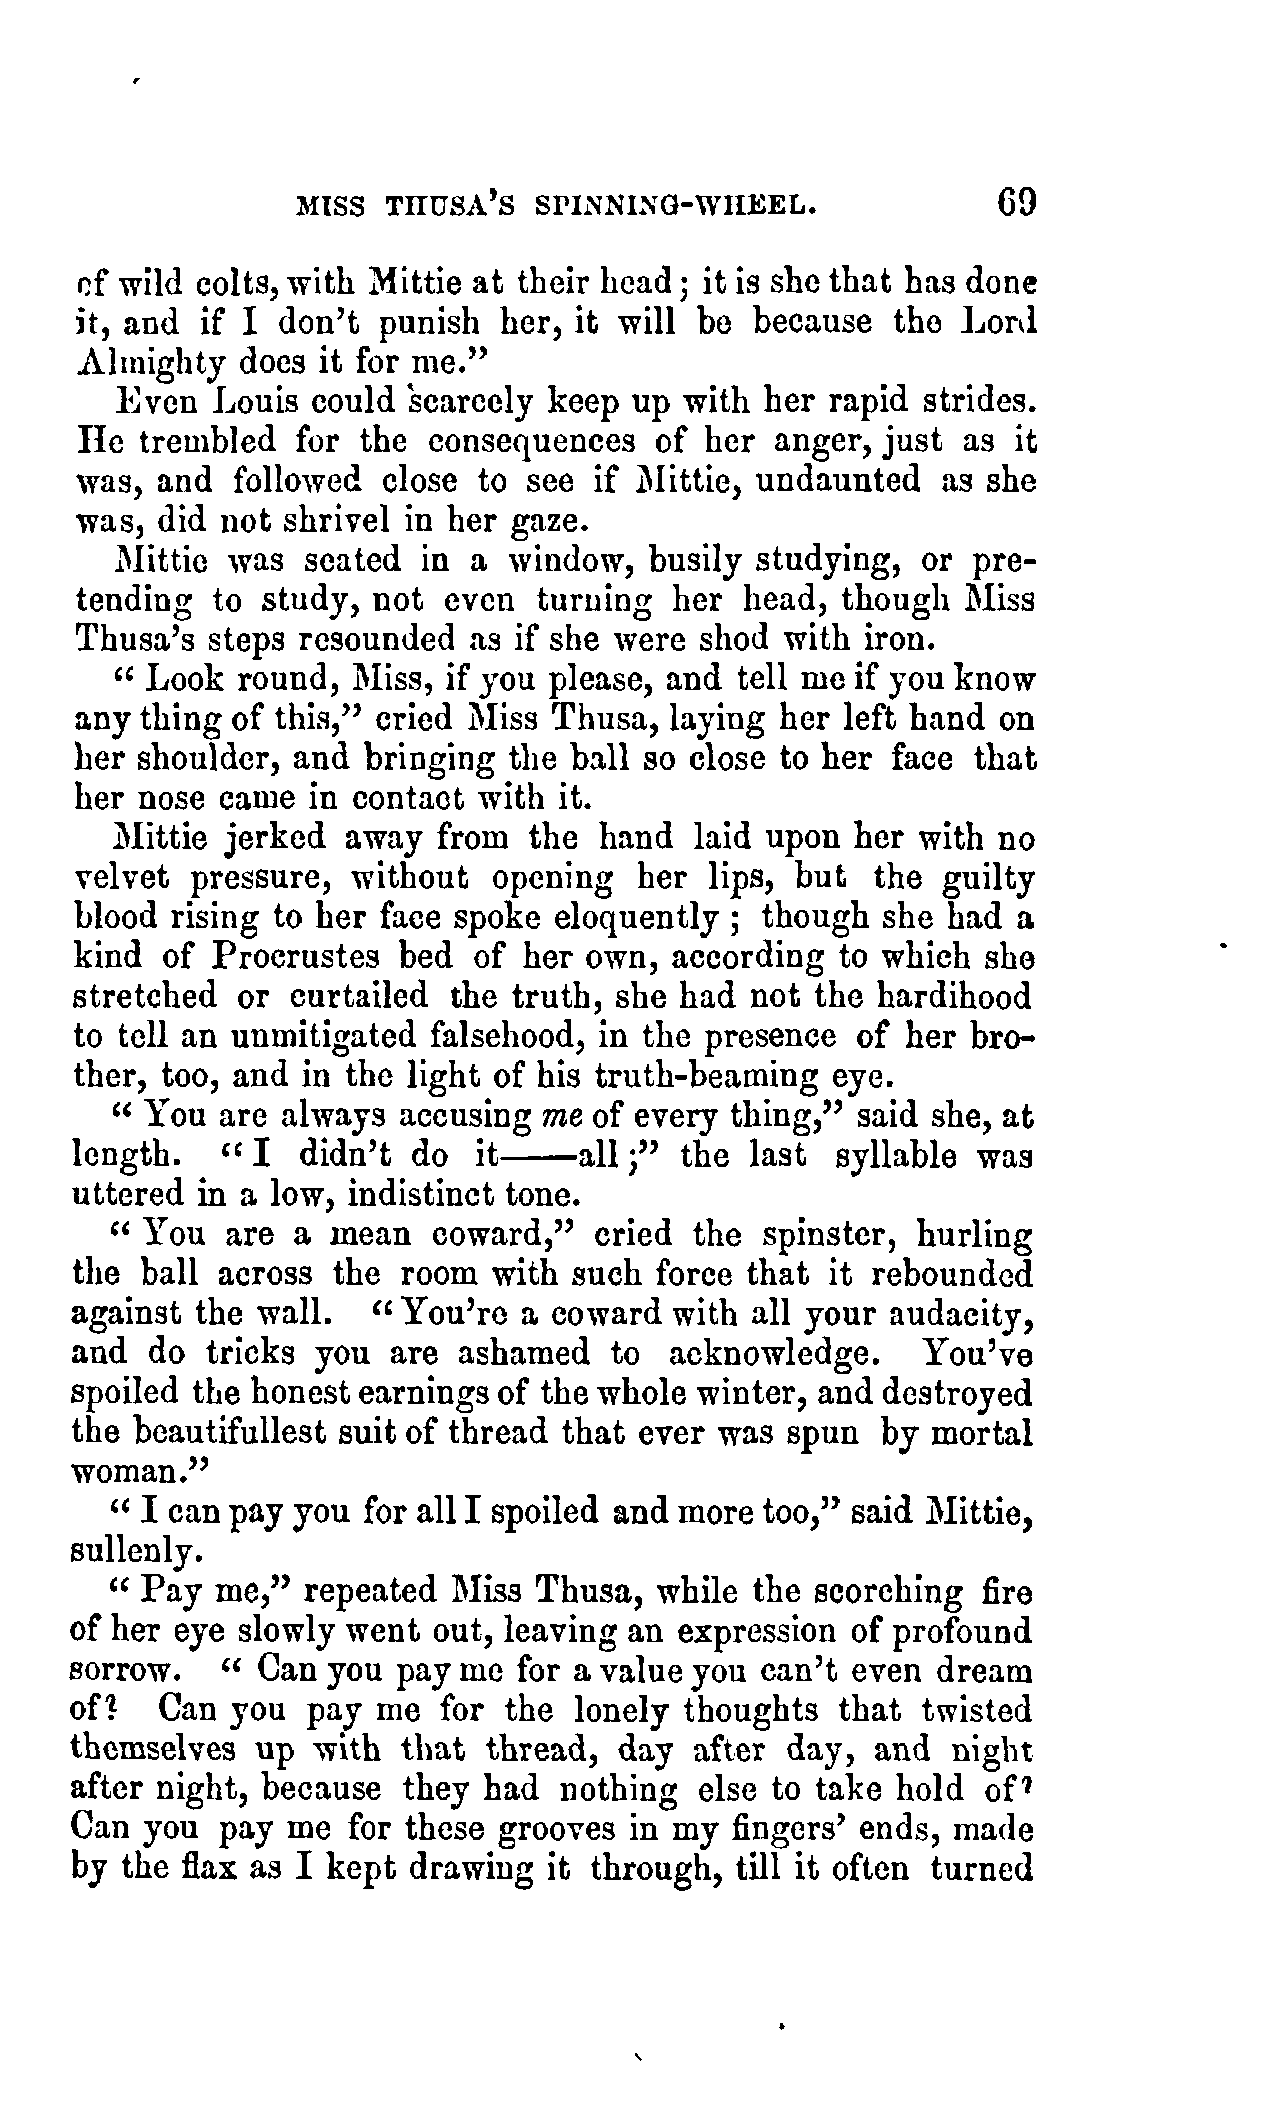 MISS THUSA'S SPINNING-WHEEL. 69
of wild colts, with Mittie at their head; it is she that has done
it, and if I don't punish her, it will be because the Lord
Almighty does it for me."
Even Louis could scarcely keep up with her rapid strides.
He trembled for the consequences of her anger, just as it
was, and followed close to see if Mittie, undaunted as she
was, did not shrivel in her gaze.
Mittie was seated in a window, busily studying, or pre-
tending to study, not even turning her head, though Miss
Thusa's steps resounded as if she were shod with iron.
"Look round, Miss, if you please, and tell me if you know
any thing of this," cried Miss Thusa, laying her left hand on
her shoulder, and bringing the ball so close to her face that
her nose came in contact with it.
Mittie jerked away from the hand laid upon her with no
velvet pressure, without opening her lips, but the guilty
blood rising to her face spoke eloquently; though she had a
kind of Procrustes bed of her own, according to which she
stretched or curtailed the truth, she had not the hardihood
to tell an unmitigated falsehood, in the presence of her bro-
ther, too, and in the light of his truth-beaming eye.
"You are always accusing me of every thing," said she, at
length. "I didn't do it——all;" the last syllable was
uttered in a low, indistinct tone.
"You are a mean coward," cried the spinster, hurling
the ball across the room with such force that it rebounded
against the wall. "You're a coward with all your audacity,
and do tricks you are ashamed to acknowledge. You've
spoiled the honest earnings of the whole winter, and destroyed
the beautifullest suit of thread that ever was spun by mortal
woman."
"I can pay you for all I spoiled and more too," said Mittie,
sullenly.
"Pay me," repeated Miss Thusa, while the scorching fire
of her eye slowly went out, leaving an expression of profound
sorrow. "Can you pay me for a value you can't even dream
of? Can you pay me for the lonely thoughts that twisted
themselves up with that thread, day after day, and night
after night, because they had nothing else to take hold of?
Can you pay me for these grooves in my fingers' ends, made
by the flax as I kept drawing it through, till it often turned